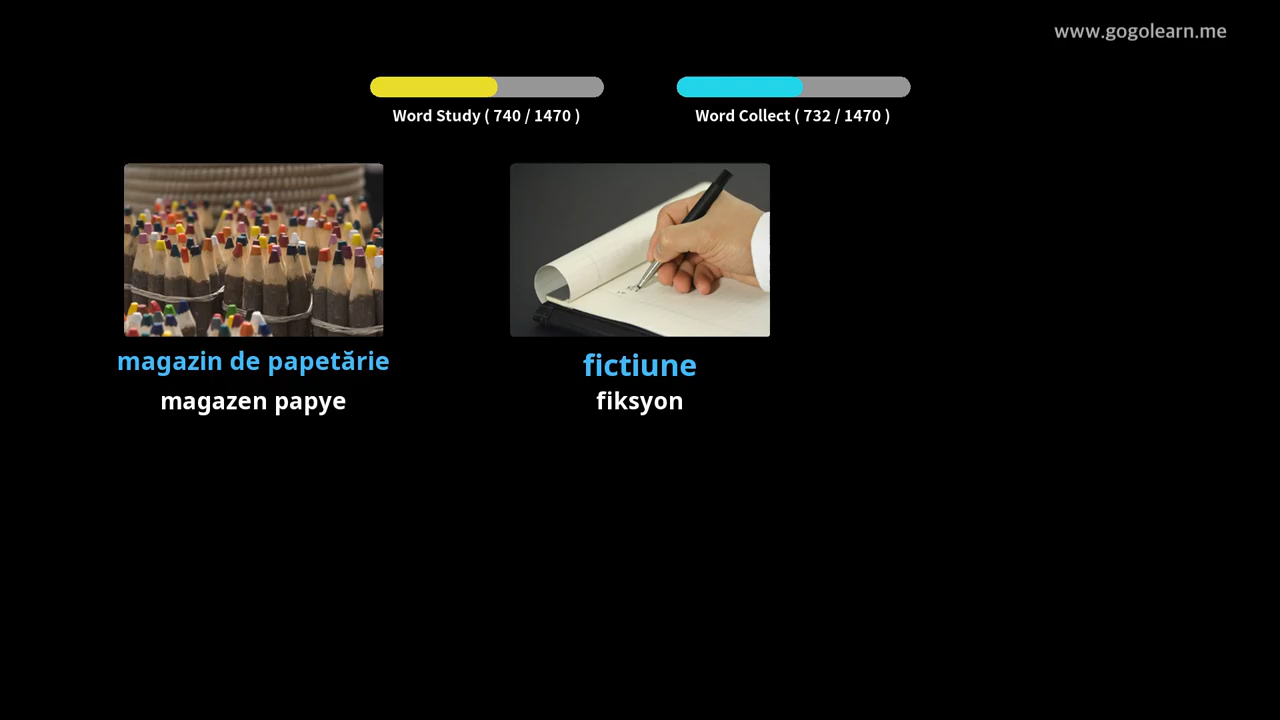 www.gogolearn.me
Word Study ( 740 / 1470 )
Word Collect ( 732 / 1470 )
magazin de papetărie
magazen papye
fictiune
fiksyon